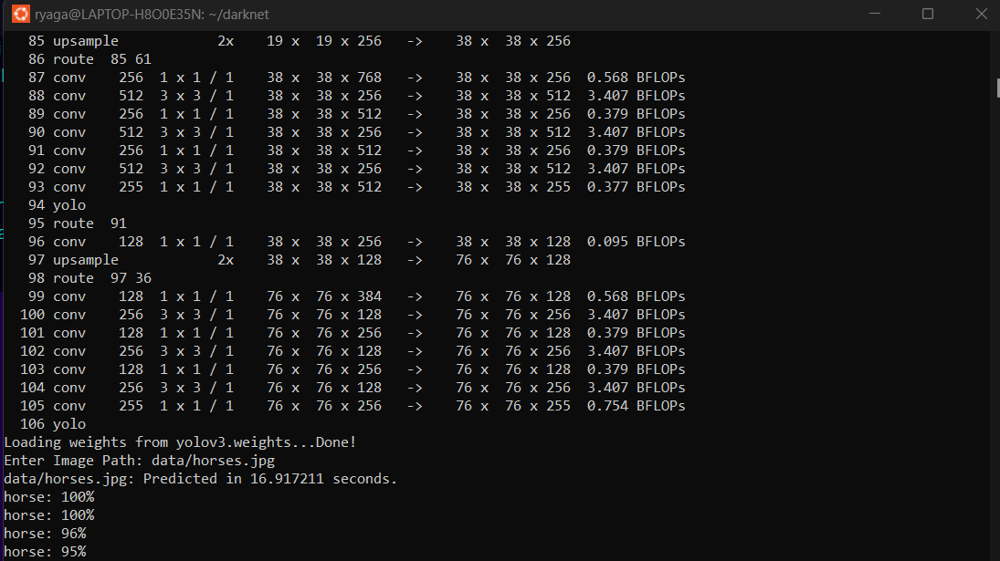 ryaga@LAPTOP-H8O0E35N: ~/darknet
85 upsample 2x 19 x 19 x 256 -> 38 x 38 x 256
86 route 85 61
87 conv 256 1 x 1 / 1 38 x 38 x 768 -> 38 x 38 x 256 0.568 BFLOPs
88 conv 512 3 x 3 / 1 38 x 38 x 256 -> 38 x 38 x 512 3.407 BFLOPs
89 conv 256 1 x 1 / 1 38 x 38 x 512 -> 38 x 38 x 256 0.379 BFLOPs
90 conv 512 3 x 3 / 1 38 x 38 x 256 -> 38 x 38 x 512 3.407 BFLOPs
91 conv 256 1 x 1 / 1 38 x 38 x 512 -> 38 x 38 x 256 0.379 BFLOPs
92 conv 512 3 x 3 / 1 38 x 38 x 256 -> 38 x 38 x 512 3.407 BFLOPs
93 conv 255 1 x 1 / 1 38 x 38 x 512 -> 38 x 38 x 255 0.377 BFLOPs
94 yolo
95 route 91
96 conv 128 1 x 1 / 1 38 x 38 x 256 -> 38 x 38 x 128 0.095 BFLOPs
97 upsample 2x 38 x 38 x 128 -> 76 x 76 x 128
98 route 97 36
99 conv 128 1 x 1 / 1 76 x 76 x 384 -> 76 x 76 x 128 0.568 BFLOPs
100 conv 256 3 x 3 / 1 76 x 76 x 128 -> 76 x 76 x 256 3.407 BFLOPs
101 conv 128 1 x 1 / 1 76 x 76 x 256 -> 76 x 76 x 128 0.379 BFLOPs
102 conv 256 3 x 3 / 1 76 x 76 x 128 -> 76 x 76 x 256 3.407 BFLOPs
103 conv 128 1 x 1 / 1 76 x 76 x 256 -> 76 x 76 x 128 0.379 BFLOPs
104 conv 256 3 x 3 / 1 76 x 76 x 128 -> 76 x 76 x 256 3.407 BFLOPs
105 conv 255 1 x 1 / 1 76 x 76 x 256 -> 76 x 76 x 255 0.754 BFLOPs
106 yolo
Loading weights from yolov3.weights...Done!
Enter Image Path: data/horses.jpg
data/horses.jpg: Predicted in 16.917211 seconds.
horse: 100%
horse: 100%
horse: 96%
horse: 95%